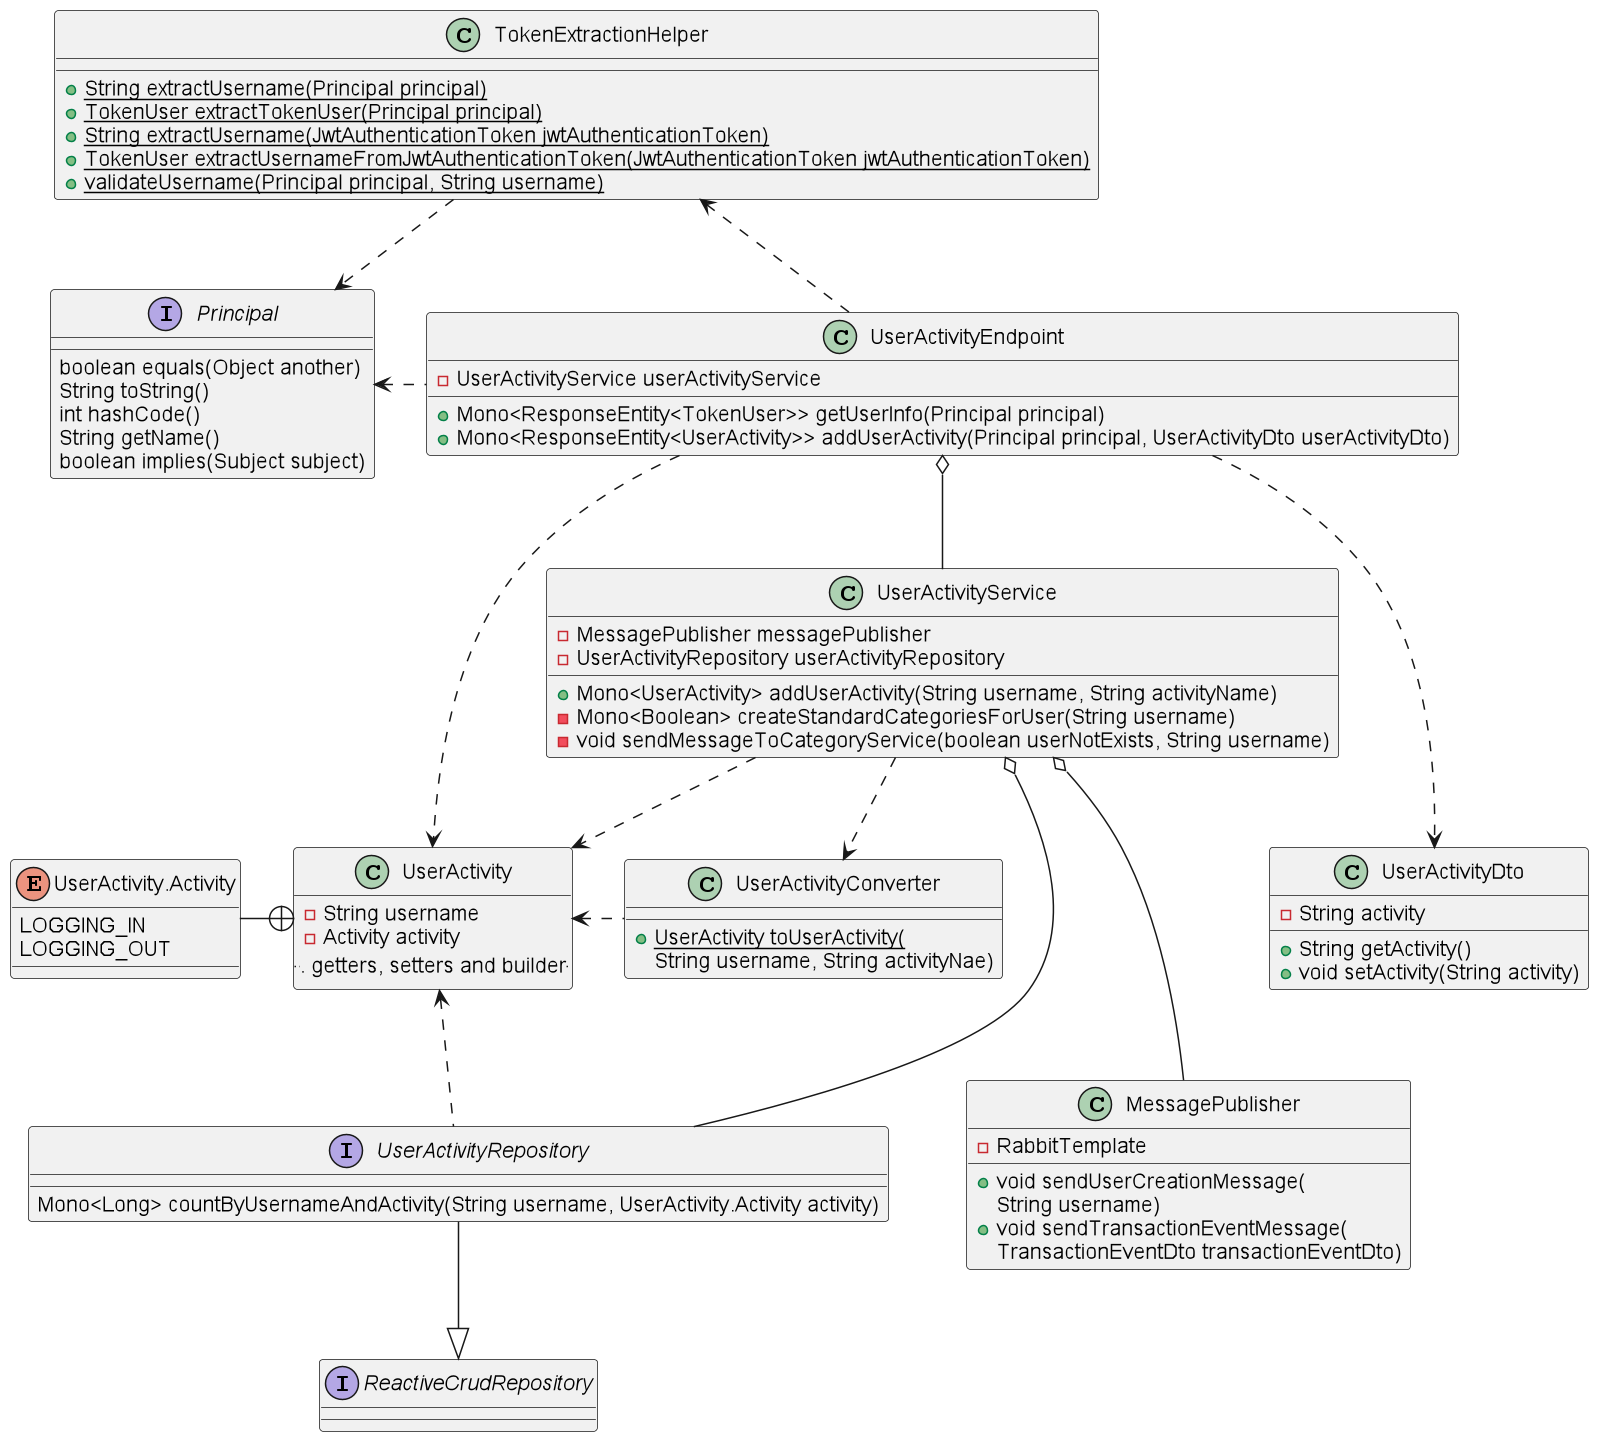 C TokenExtractionHelper
String extractUsername(Principal principal)
TokenUser extractTokenUser(Principal principal)
String extractUsername(JwtAuthenticationToken jwtAuthenticationToken)
TokenUser extractUsernameFromJwtAuthenticationToken(JwtAuthenticationToken jwtAuthenticationToken)
validateUsername(Principal principal, String username)
I Principal
boolean equals(Object another)
String toString()
int hashCode()
String getName()
boolean implies(Subject subject)
C UserActivityEndpoint
UserActivityService userActivityService
Mono<ResponseEntity<TokenUser>> getUserInfo(Principal principal)
Mono<ResponseEntity<UserActivity>> addUserActivity(Principal principal, UserActivityDto userActivityDto)
C UserActivityService
MessagePublisher messagePublisher
UserActivityRepository userActivityRepository
Mono<UserActivity> addUserActivity(String username, String activityName)
Mono<Boolean> createStandardCategoriesForUser(String username)
void sendMessageToCategoryService(boolean userNotExists, String username)
E UserActivity.Activity
LOGGING_IN
LOGGING_OUT
C UserActivity
String username
Activity activity
. getters, setters and builder
C UserActivityConverter
UserActivity toUserActivity(
String username, String activityNae)
C UserActivityDto
String activity
String getActivity()
void setActivity(String activity)
I UserActivityRepository
Mono<Long> countByUsernameAndActivity(String username, UserActivity.Activity activity)
C MessagePublisher
RabbitTemplate
void sendUserCreationMessage(
String username)
void sendTransactionEventMessage(
TransactionEventDto transactionEventDto)
I ReactiveCrudRepository